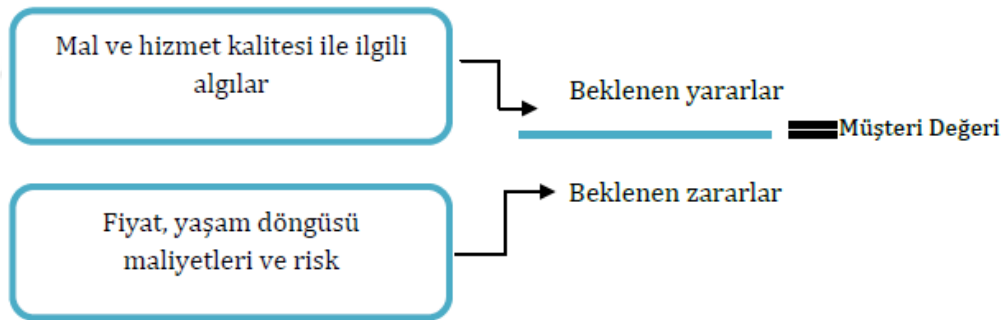 Mal ve hizmet kalitesi ile ilgili
algılar
Beklenen yararlar
Müşteri Değeri
Beklenen zararlar
Fiyat, yaşam döngüsü
maliyetleri ve risk